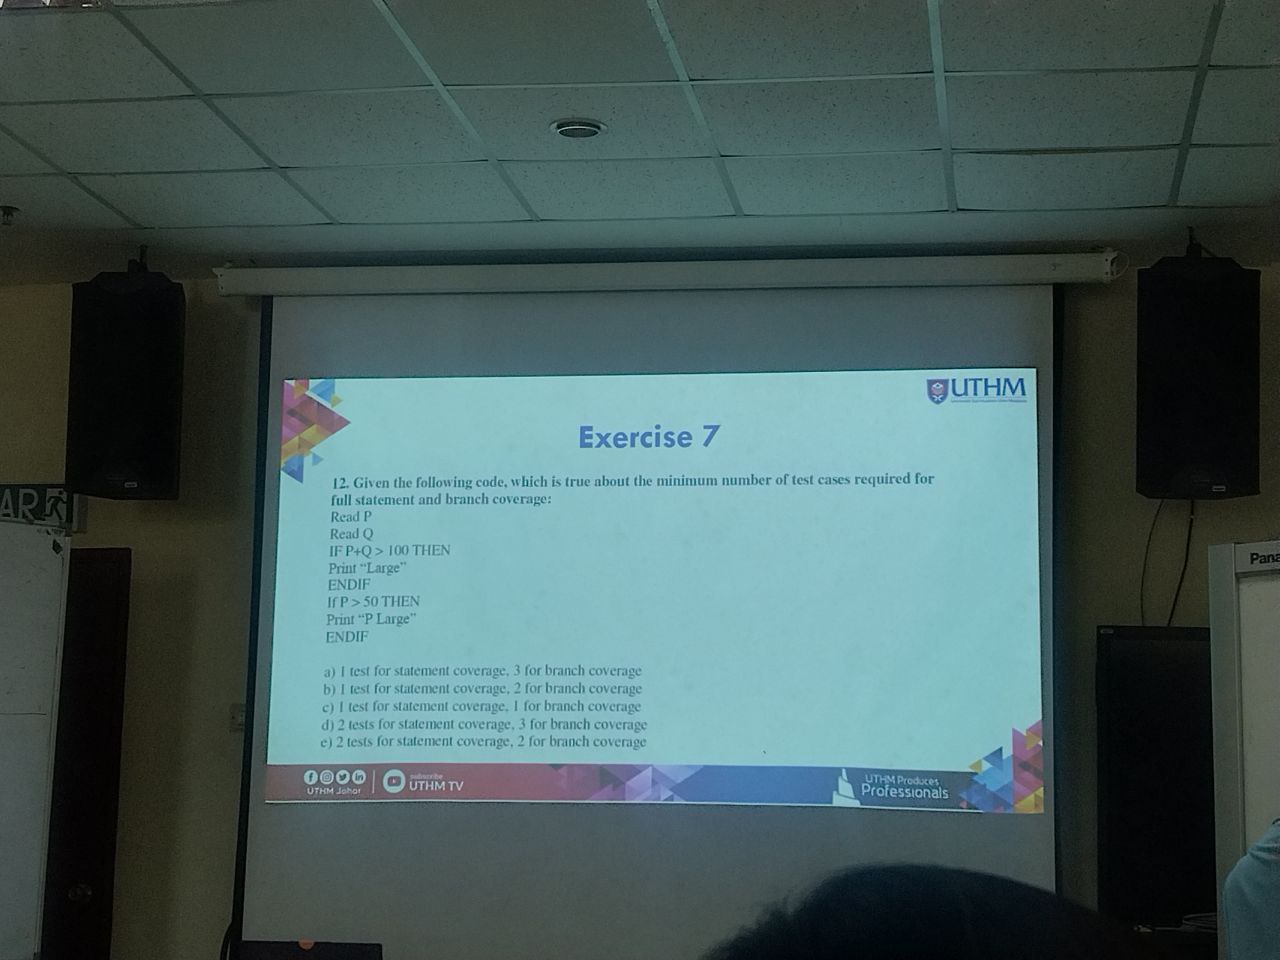 UTHM
Exercise 7
12. Given the following code, which is true about the minimum number of test cases required for
full statement and branch coverage:
Read P
Read Q
IF P+Q > 100 THEN
Print “Large”
ENDIF
If P > 50 THEN
Print “P Large”
ENDIF
a) 1 test for statement coverage, 3 for branch coverage
b) 1 test for statement coverage, 2 for branch coverage
c) 1 test for statement coverage, 1 for branch coverage
d) 2 tests for statement coverage, 3 for branch coverage
e) 2 tests for statement coverage, 2 for branch coverage
UTHM Johor
subscribe
UTHM TV
UTHM Produces
Professionals
AR
Pana